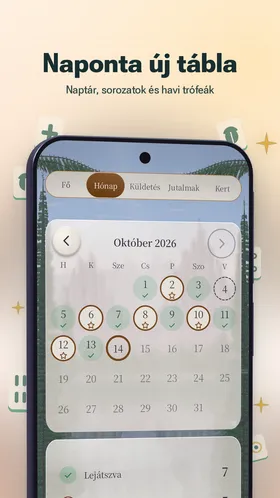 Naponta új tábla
Naptár, sorozatok és havi trófeák
Fő Hónap Küldetés Jutalmak Kert
Október 2026
H K Sze Cs P Szo V
1 2 3 4
5 6 7 8 9 10 11
12 13 14 15 16 17 18
19 20 21 22 23 24 25
26 27 28 29 30 31
Lejátszva 7